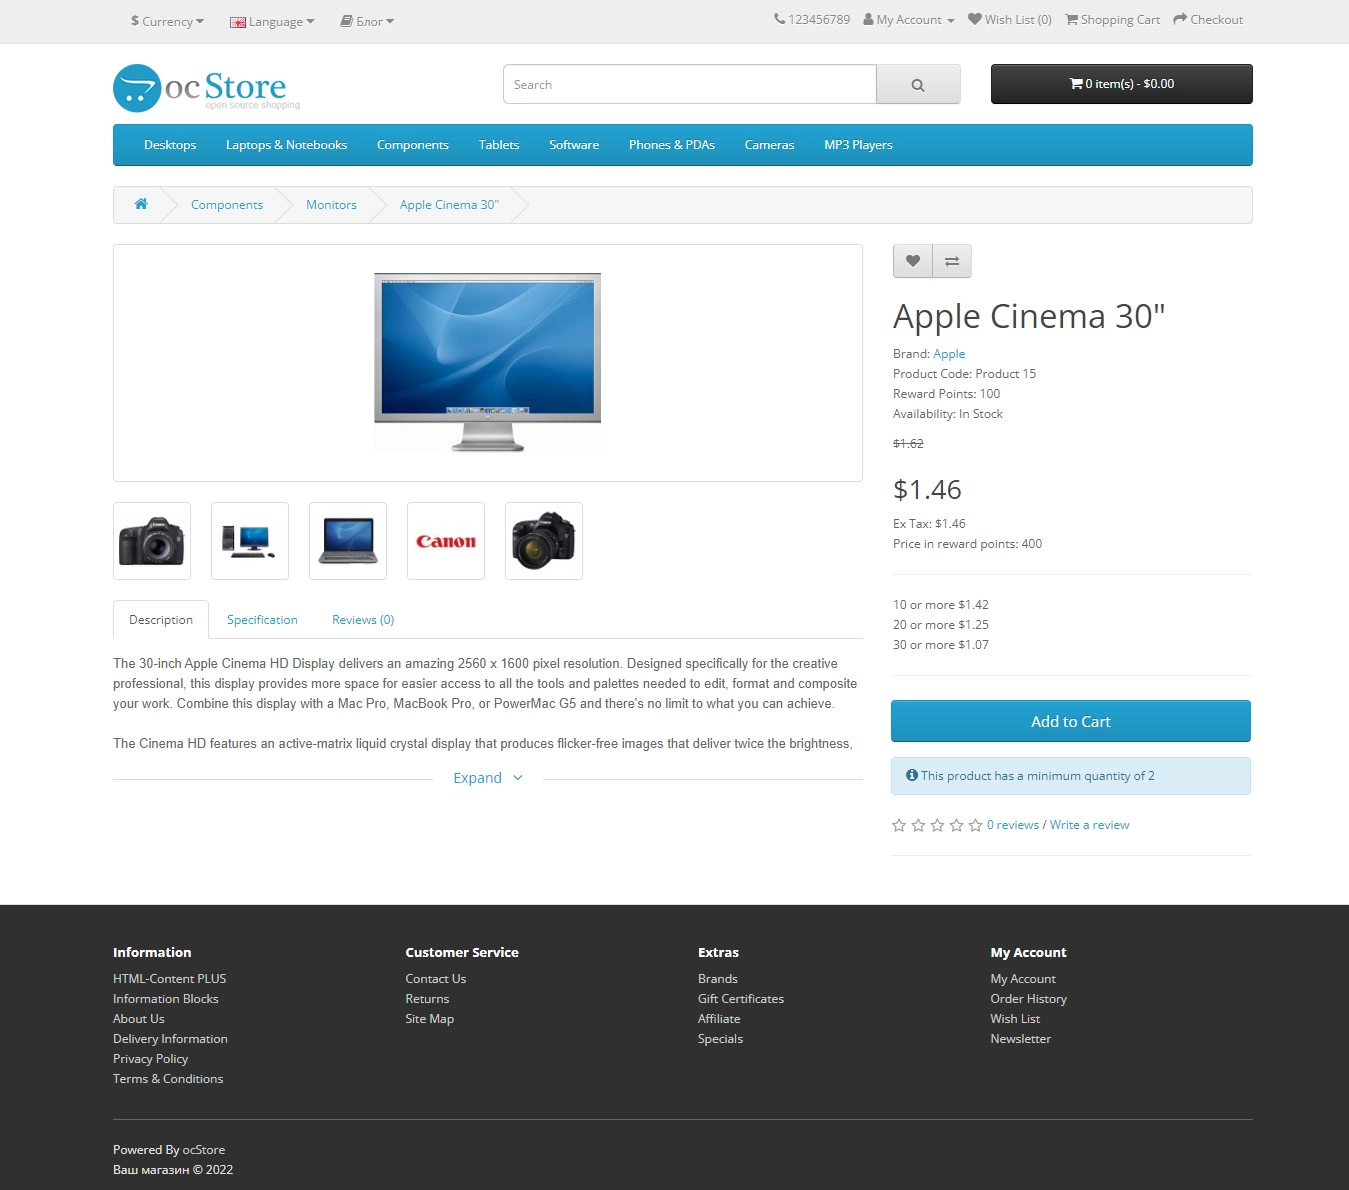 $ Currency
Language
Блог
123456789
My Account
Wish List (0)
Shopping Cart
Checkout
ocStore
open source shopping
Search
0 item(s) - $0.00
Desktops
Laptops & Notebooks
Components
Tablets
Software
Phones & PDAs
Cameras
MP3 Players
Components
Monitors
Apple Cinema 30"
Apple Cinema 30"
Brand: Apple
Product Code: Product 15
Reward Points: 100
Availability: In Stock
$1.62
$1.46
Ex Tax: $1.46
Price in reward points: 400
10 or more $1.42
20 or more $1.25
30 or more $1.07
Add to Cart
This product has a minimum quantity of 2
0 reviews / Write a review
Canon
Description
Specification
Reviews (0)
The 30-inch Apple Cinema HD Display delivers an amazing 2560 x 1600 pixel resolution. Designed specifically for the creative
professional, this display provides more space for easier access to all the tools and palettes needed to edit, format and composite
your work. Combine this display with a Mac Pro, MacBook Pro, or PowerMac G5 and there's no limit to what you can achieve.
The Cinema HD features an active-matrix liquid crystal display that produces flicker-free images that deliver twice the brightness,
Expand
Information
HTML-Content PLUS
Information Blocks
About Us
Delivery Information
Privacy Policy
Terms & Conditions
Customer Service
Contact Us
Returns
Site Map
Extras
Brands
Gift Certificates
Affiliate
Specials
My Account
My Account
Order History
Wish List
Newsletter
Powered By ocStore
Ваш магазин © 2022